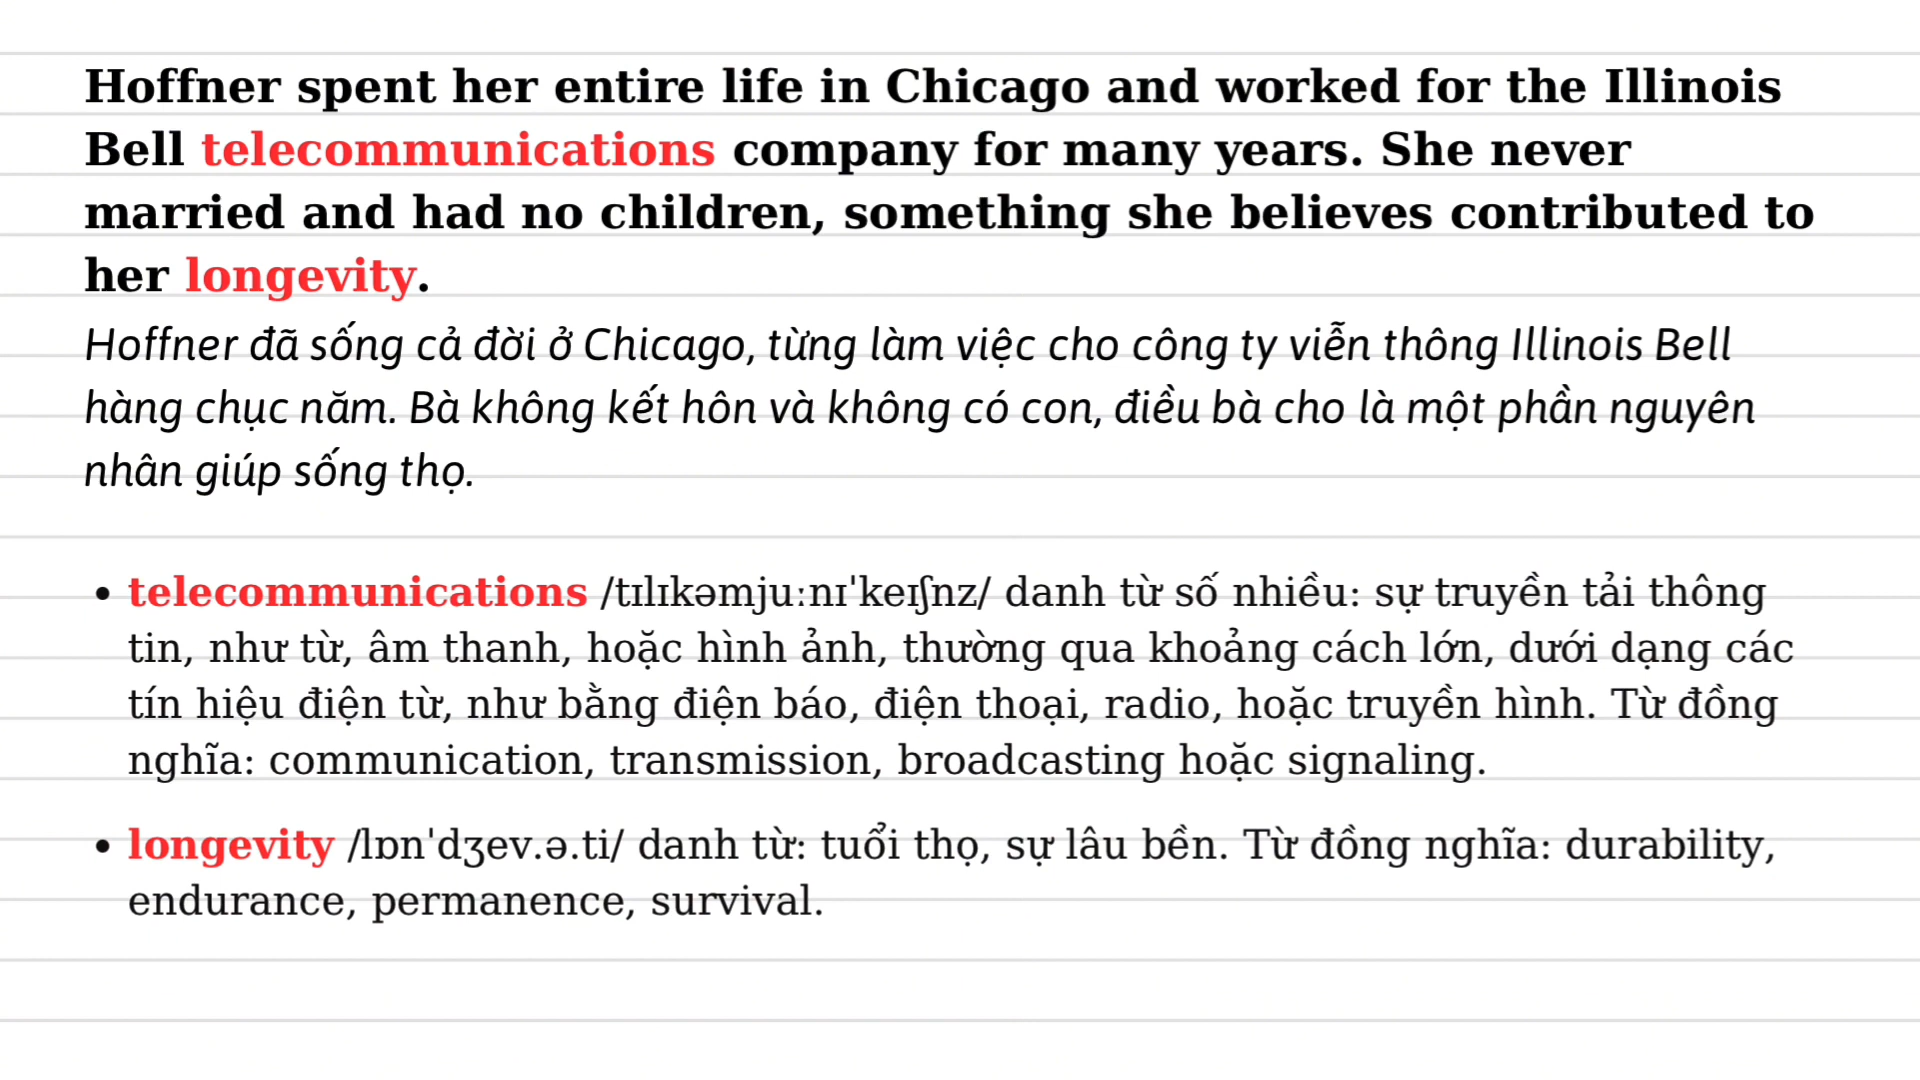 Hoffner spent her entire life in Chicago and worked for the Illinois
Bell telecommunications company for many years. She never
married and had no children, something she believes contributed to
her longevity.
Hoffner đã sống cả đời ở Chicago, từng làm việc cho công ty viễn thông Illinois Bell
hàng chục năm. Bà không kết hôn và không có con, điều bà cho là một phần nguyên
nhân giúp sống thọ.
• telecommunications /tɪlɪkəmjuːnɪˈkeɪʃnz/ danh từ số nhiều: sự truyền tải thông
tin, như từ, âm thanh, hoặc hình ảnh, thường qua khoảng cách lớn, dưới dạng các
tín hiệu điện từ, như bằng điện báo, điện thoại, radio, hoặc truyền hình. Từ đồng
nghĩa: communication, transmission, broadcasting hoặc signaling.
• longevity /lɒnˈdʒev.ə.ti/ danh từ: tuổi thọ, sự lâu bền. Từ đồng nghĩa: durability,
endurance, permanence, survival.